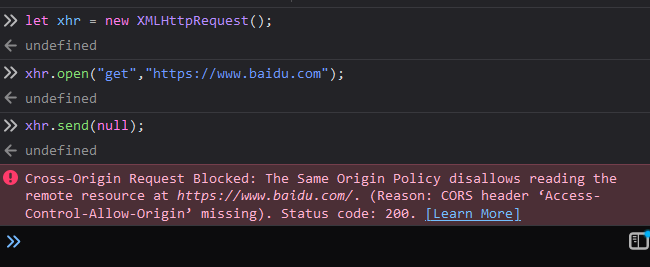 let xhr = new XMLHttpRequest();
undefined
xhr.open("get","https://www.baidu.com");
undefined
xhr.send(null);
undefined
Cross-Origin Request Blocked: The Same Origin Policy disallows reading the
remote resource at https://www.baidu.com/. (Reason: CORS header ‘Access-
Control-Allow-Origin’ missing). Status code: 200. [Learn More]